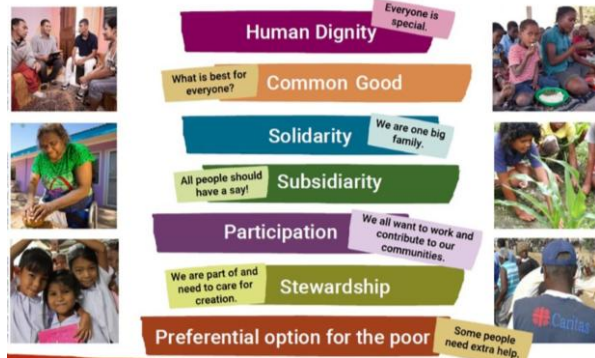 Everyone is
special.
Human Dignity
What is best for
everyone?
Common Good
Solidarity
We are one big
family.
All people should
have a say!
Subsidiarity
Participation
We all want to work and
contribute to our
communities.
We are part of and
need to care for
creation.
Stewardship
Preferential option for the poor
Some people
need extra help.
Caritas